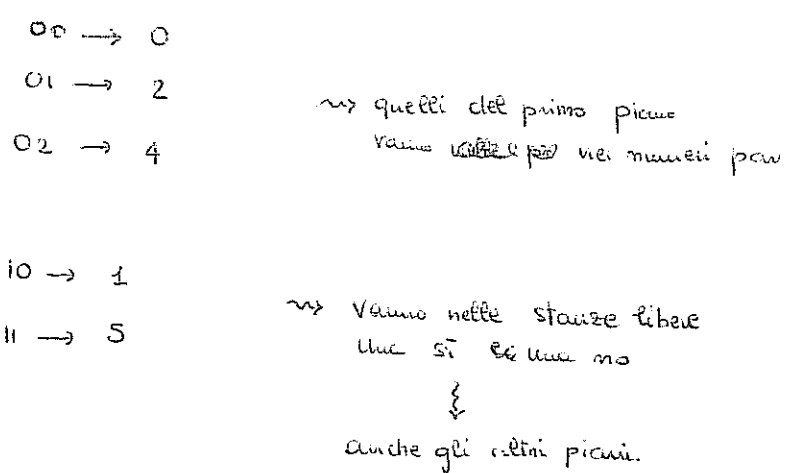 00 → 0
01 → 2
02 → 4
⇝ quelli del primo piano
vanno nei numeri pari
10 → 1
11 → 5
⇝ vanno nelle stanze libere
una sì e una no
anche gli altri piani.